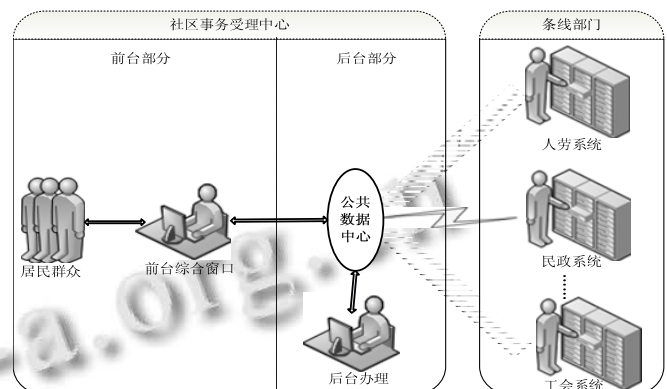 社区事务受理中心
条线部门
前台部分
后台部分
人劳系统
公共
数据
中心
居民群众
前台综合窗口
民政系统
后台办理
工会系统
a.org.